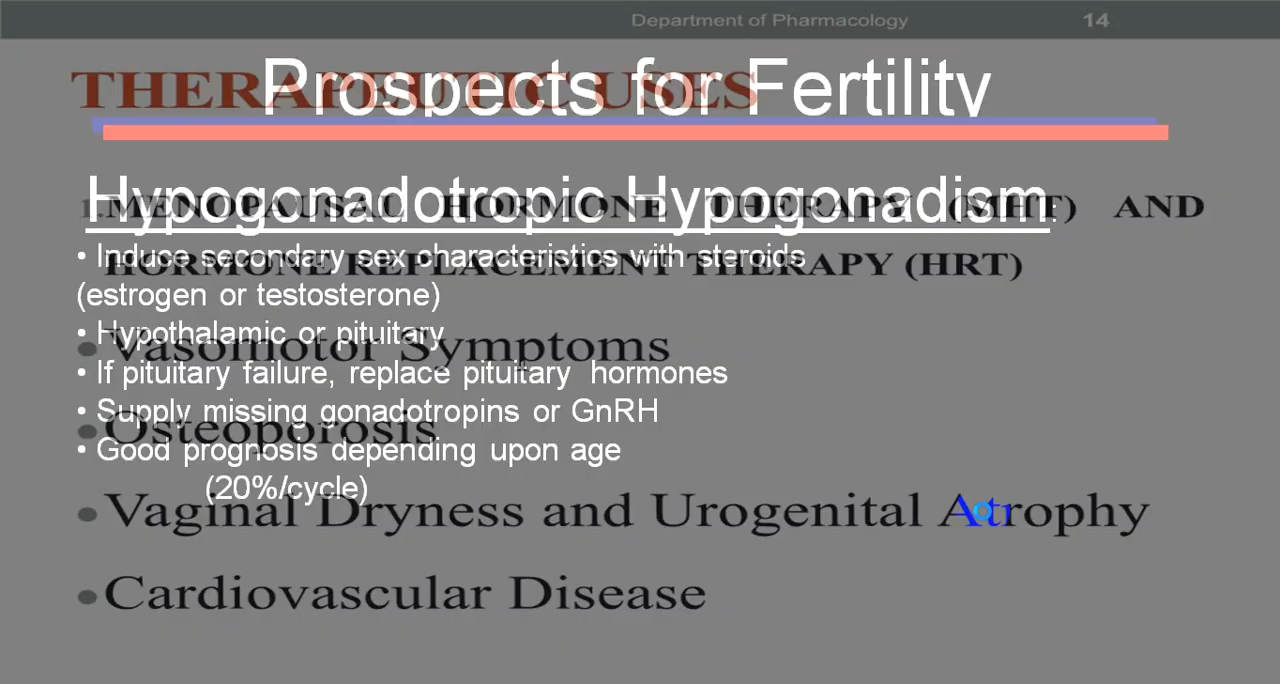 Department of Pharmacology 14
THERAPEUTIC USES
Prospects for Fertility
Hypogonadotropic Hypogonadism:
1.MENOPAUSAL HORMONE THERAPY (MHT) AND
• Induce secondary sex characteristics with steroids
HORMONE REPLACEMENT THERAPY (HRT)
(estrogen or testosterone)
• Hypothalamic or pituitary
• Vasomotor Symptoms
• If pituitary failure, replace pituitary hormones
• Supply missing gonadotropins or GnRH
• Osteoporosis
• Good prognosis depending upon age
(20%/cycle)
• Vaginal Dryness and Urogenital Atrophy
• Cardiovascular Disease